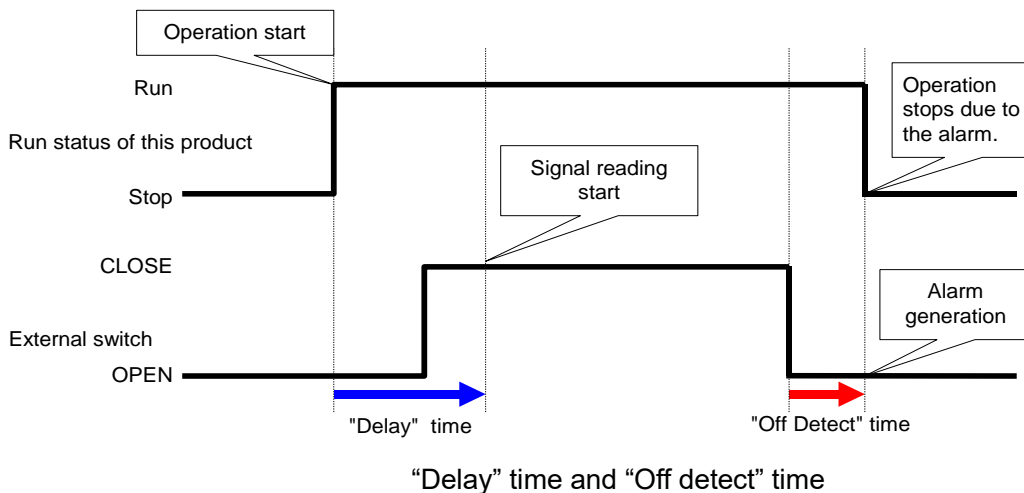 Operation start
Run
Operation
stops due to
the alarm.
Run status of this product
Signal reading
start
Stop
CLOSE
Alarm
generation
External switch
OPEN
"Delay" time
"Off Detect" time
“Delay” time and “Off detect” time